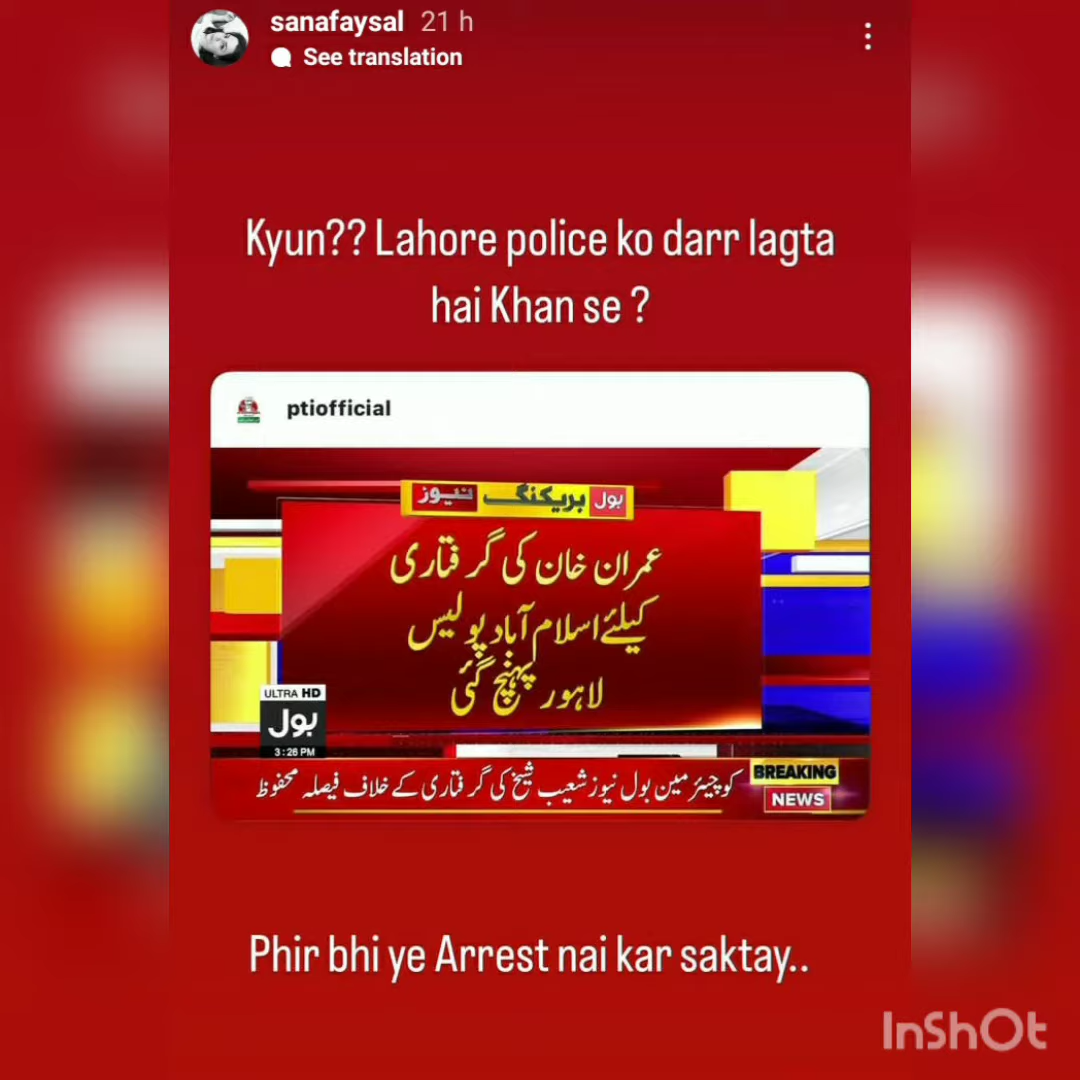 sanafaysal 21 h
See translation
Kyun?? Lahore police ko darr lagta
hai Khan se ?
ptiofficial
بول بریکنگ نیوز
عمران خان کی گرفتاری
کیلئے اسلام آباد پولیس
لاہور پہنچ گئی
ULTRA HD
بول
3:26 PM
کوچیئرمین بول نیوز شعیب شیخ کی گرفتاری کے خلاف فیصلہ محفوظ
BREAKING
NEWS
Phir bhi ye Arrest nai kar saktay..
InShOt